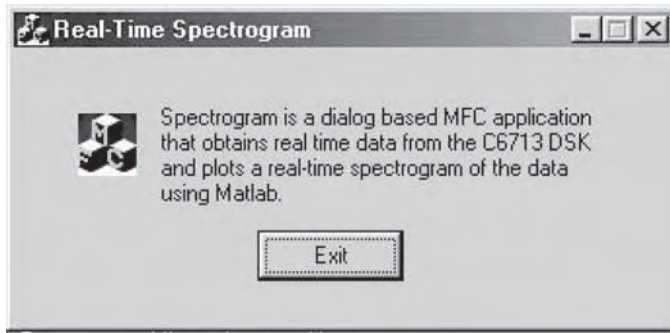 Real-Time Spectrogram
Spectrogram is a dialog based MFC application
that obtains real time data from the C6713 DSK
and plots a real-time spectrogram of the data
using Matlab.
Exit